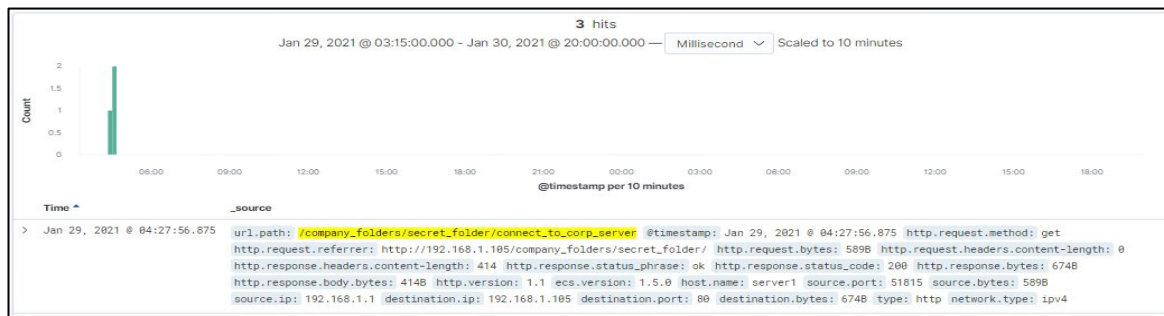 3 hits
Jan 29, 2021 @ 03:15:00.000 - Jan 30, 2021 @ 20:00:00.000 — Millisecond Scaled to 10 minutes
2
1.5
1
0.5
0
Count
06:00 09:00 12:00 15:00 18:00 21:00 00:00 03:00 06:00 09:00 12:00 15:00 18:00
@timestamp per 10 minutes
Time _source
> Jan 29, 2021 @ 04:27:56.875 url.path: /company_folders/secret_folder/connect_to_corp_server @timestamp: Jan 29, 2021 @ 04:27:56.875 http.request.method: get
http.request.referrer: http://192.168.1.105/company_folders/secret_folder/ http.request.bytes: 589B http.request.headers.content-length: 0
http.response.headers.content-length: 414 http.response.status_phrase: ok http.response.status_code: 200 http.response.bytes: 674B
http.response.body.bytes: 414B http.version: 1.1 ecs.version: 1.5.0 host.name: server1 source.port: 51815 source.bytes: 589B
source.ip: 192.168.1.1 destination.ip: 192.168.1.105 destination.port: 80 destination.bytes: 674B type: http network.type: ipv4